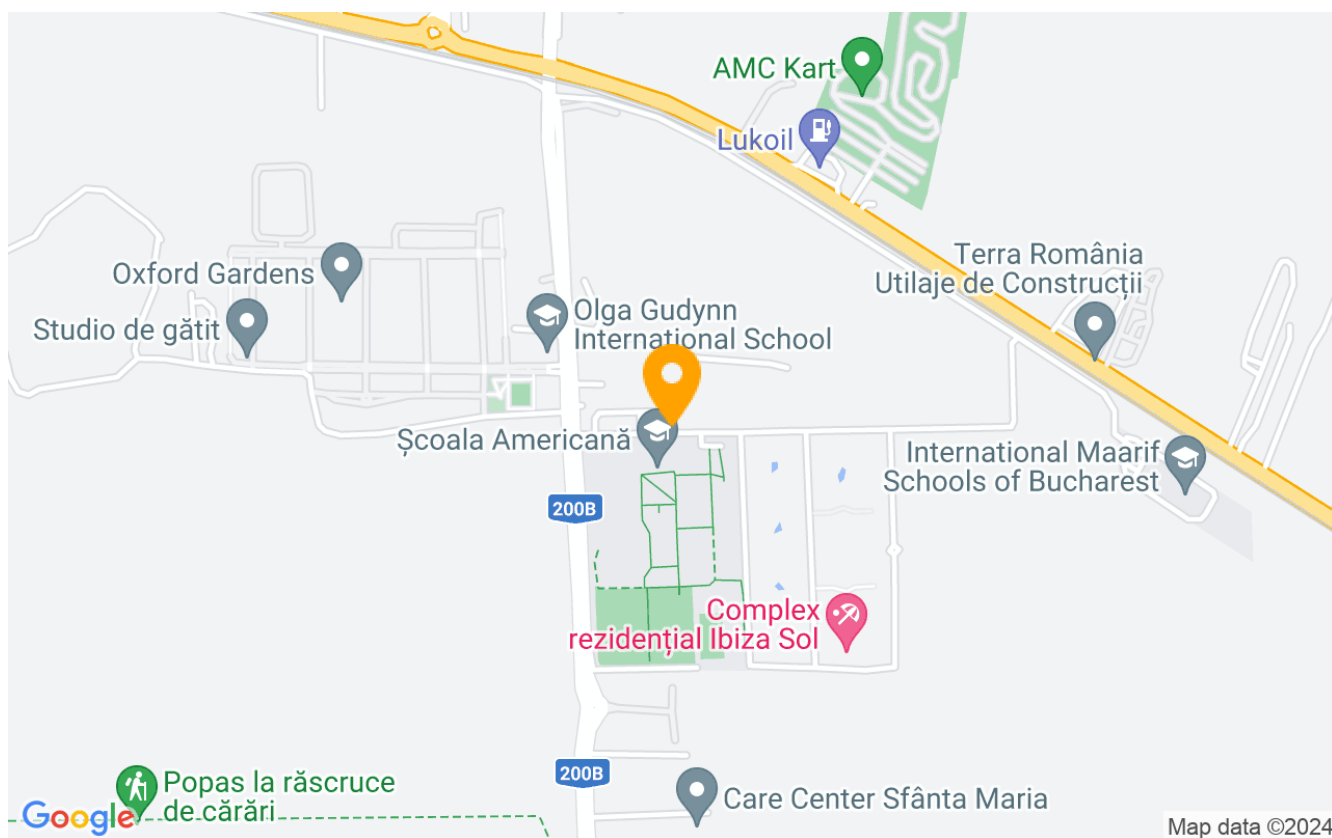 AMC Kart
Lukoil
Terra România
Utilaje de Construcții
Oxford Gardens
Studio de gătit
Olga Gudynn
International School
Școala Americană
International Maarif
Schools of Bucharest
200B
Complex
rezidențial Ibiza Sol
200B
Popas la răscruce
de cărări
Care Center Sfânta Maria
Google
Map data ©2024